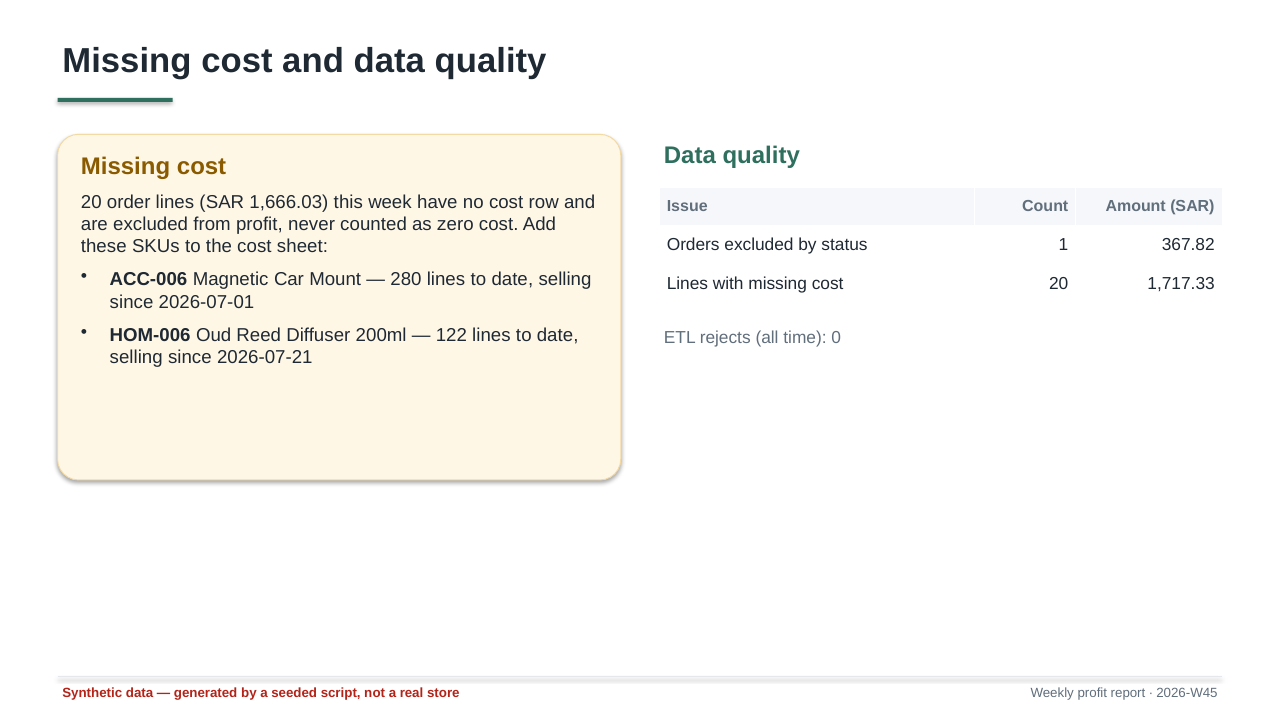 Missing cost and data quality
Missing cost
20 order lines (SAR 1,666.03) this week have no cost row and
are excluded from profit, never counted as zero cost. Add
these SKUs to the cost sheet:
• ACC-006 Magnetic Car Mount — 280 lines to date, selling
since 2026-07-01
• HOM-006 Oud Reed Diffuser 200ml — 122 lines to date,
selling since 2026-07-21
Data quality
Issue Count Amount (SAR)
Orders excluded by status 1 367.82
Lines with missing cost 20 1,717.33
ETL rejects (all time): 0
Synthetic data — generated by a seeded script, not a real store
Weekly profit report · 2026-W45